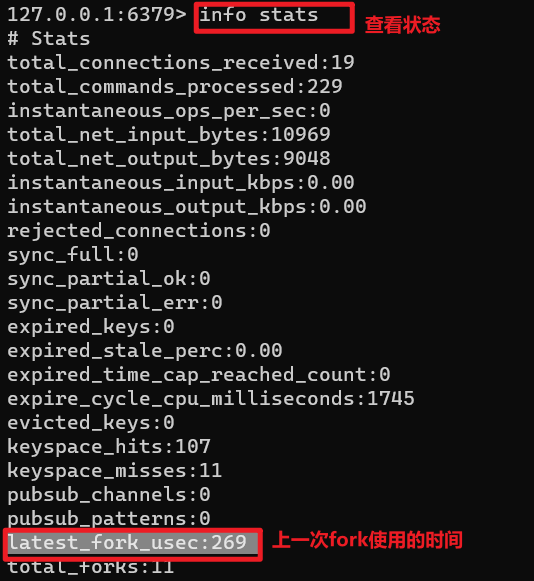 127.0.0.1:6379> info stats
查看状态
# Stats
total_connections_received:19
total_commands_processed:229
instantaneous_ops_per_sec:0
total_net_input_bytes:10969
total_net_output_bytes:9048
instantaneous_input_kbps:0.00
instantaneous_output_kbps:0.00
rejected_connections:0
sync_full:0
sync_partial_ok:0
sync_partial_err:0
expired_keys:0
expired_stale_perc:0.00
expired_time_cap_reached_count:0
expire_cycle_cpu_milliseconds:1745
evicted_keys:0
keyspace_hits:107
keyspace_misses:11
pubsub_channels:0
pubsub_patterns:0
latest_fork_usec:269
上一次fork使用的时间
total_forks:11